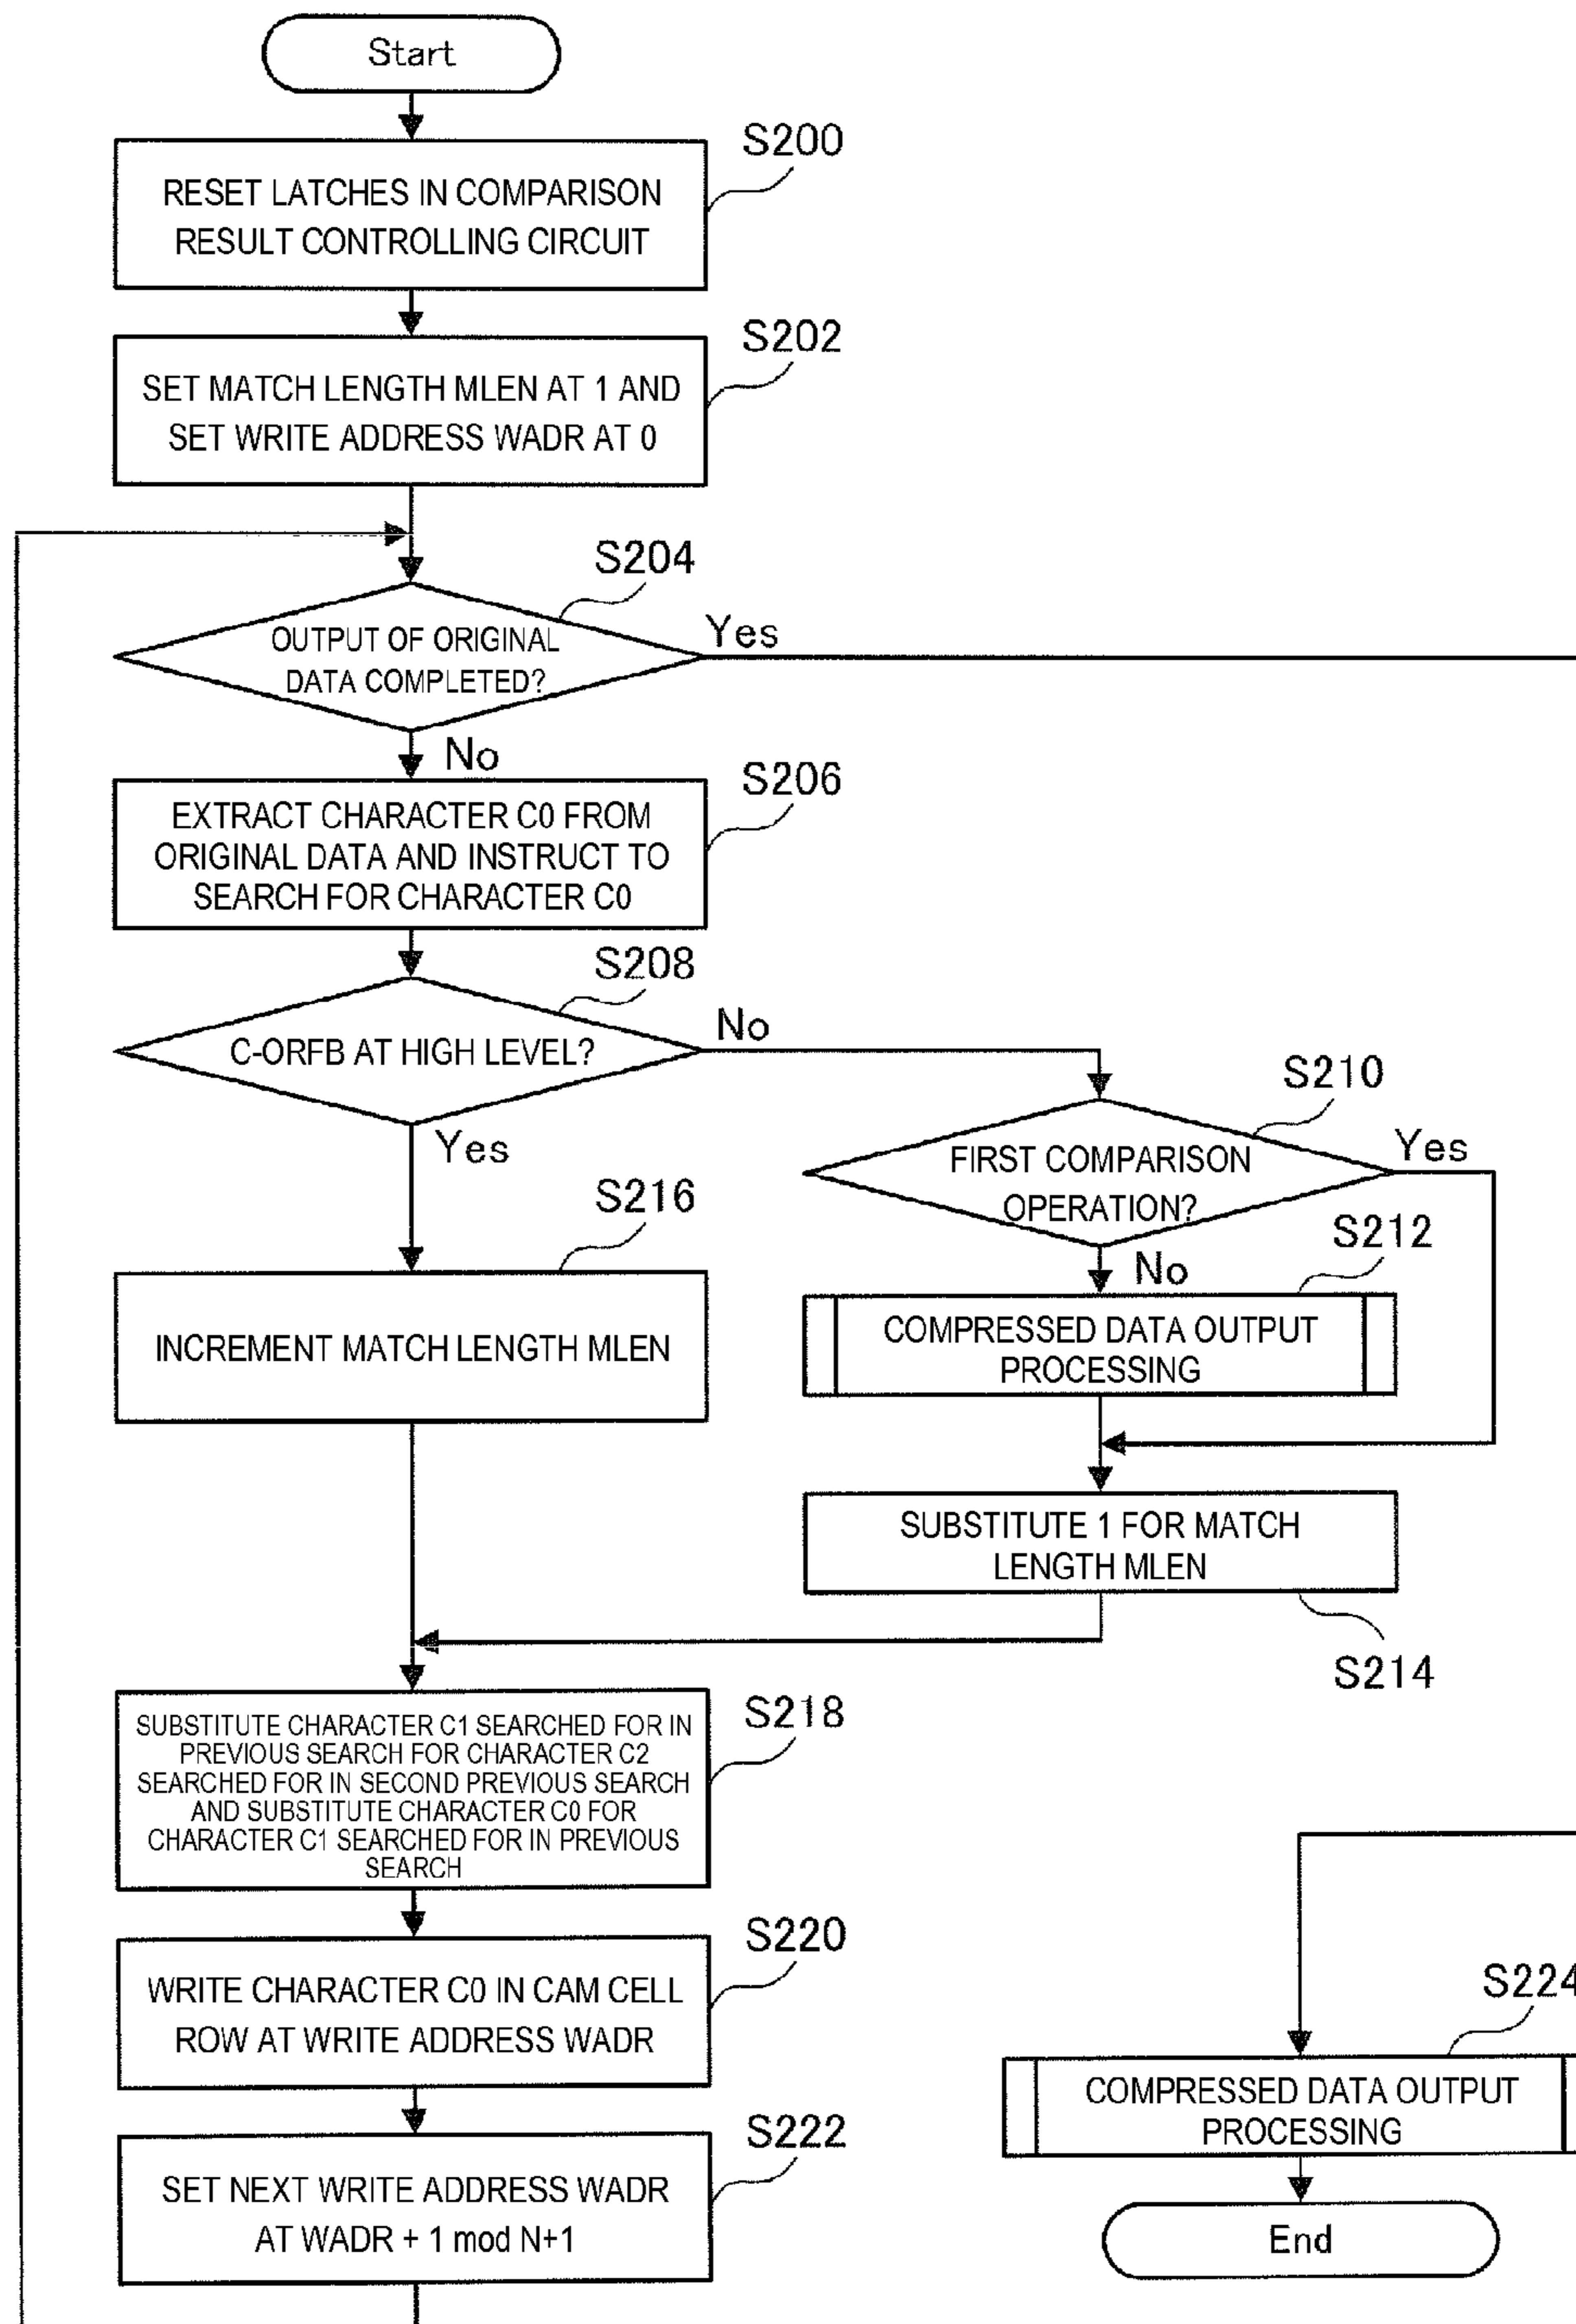 Start
S200
RESET LATCHES IN COMPARISON
RESULT CONTROLLING CIRCUIT
S202
SET MATCH LENGTH MLEN AT 1 AND
SET WRITE ADDRESS WADR AT 0
S204
OUTPUT OF ORIGINAL
DATA COMPLETED?
Yes
No
S206
EXTRACT CHARACTER C0 FROM
ORIGINAL DATA AND INSTRUCT TO
SEARCH FOR CHARACTER C0
S208
C-ORFB AT HIGH LEVEL?
No
Yes
S210
FIRST COMPARISON
OPERATION?
Yes
No
S212
COMPRESSED DATA OUTPUT
PROCESSING
S216
INCREMENT MATCH LENGTH MLEN
SUBSTITUTE 1 FOR MATCH
LENGTH MLEN
S214
S218
SUBSTITUTE CHARACTER C1 SEARCHED FOR IN
PREVIOUS SEARCH FOR CHARACTER C2
SEARCHED FOR IN SECOND PREVIOUS SEARCH
AND SUBSTITUTE CHARACTER C0 FOR
CHARACTER C1 SEARCHED FOR IN PREVIOUS
SEARCH
S220
WRITE CHARACTER C0 IN CAM CELL
ROW AT WRITE ADDRESS WADR
S222
SET NEXT WRITE ADDRESS WADR
AT WADR + 1 mod N+1
S224
COMPRESSED DATA OUTPUT
PROCESSING
End